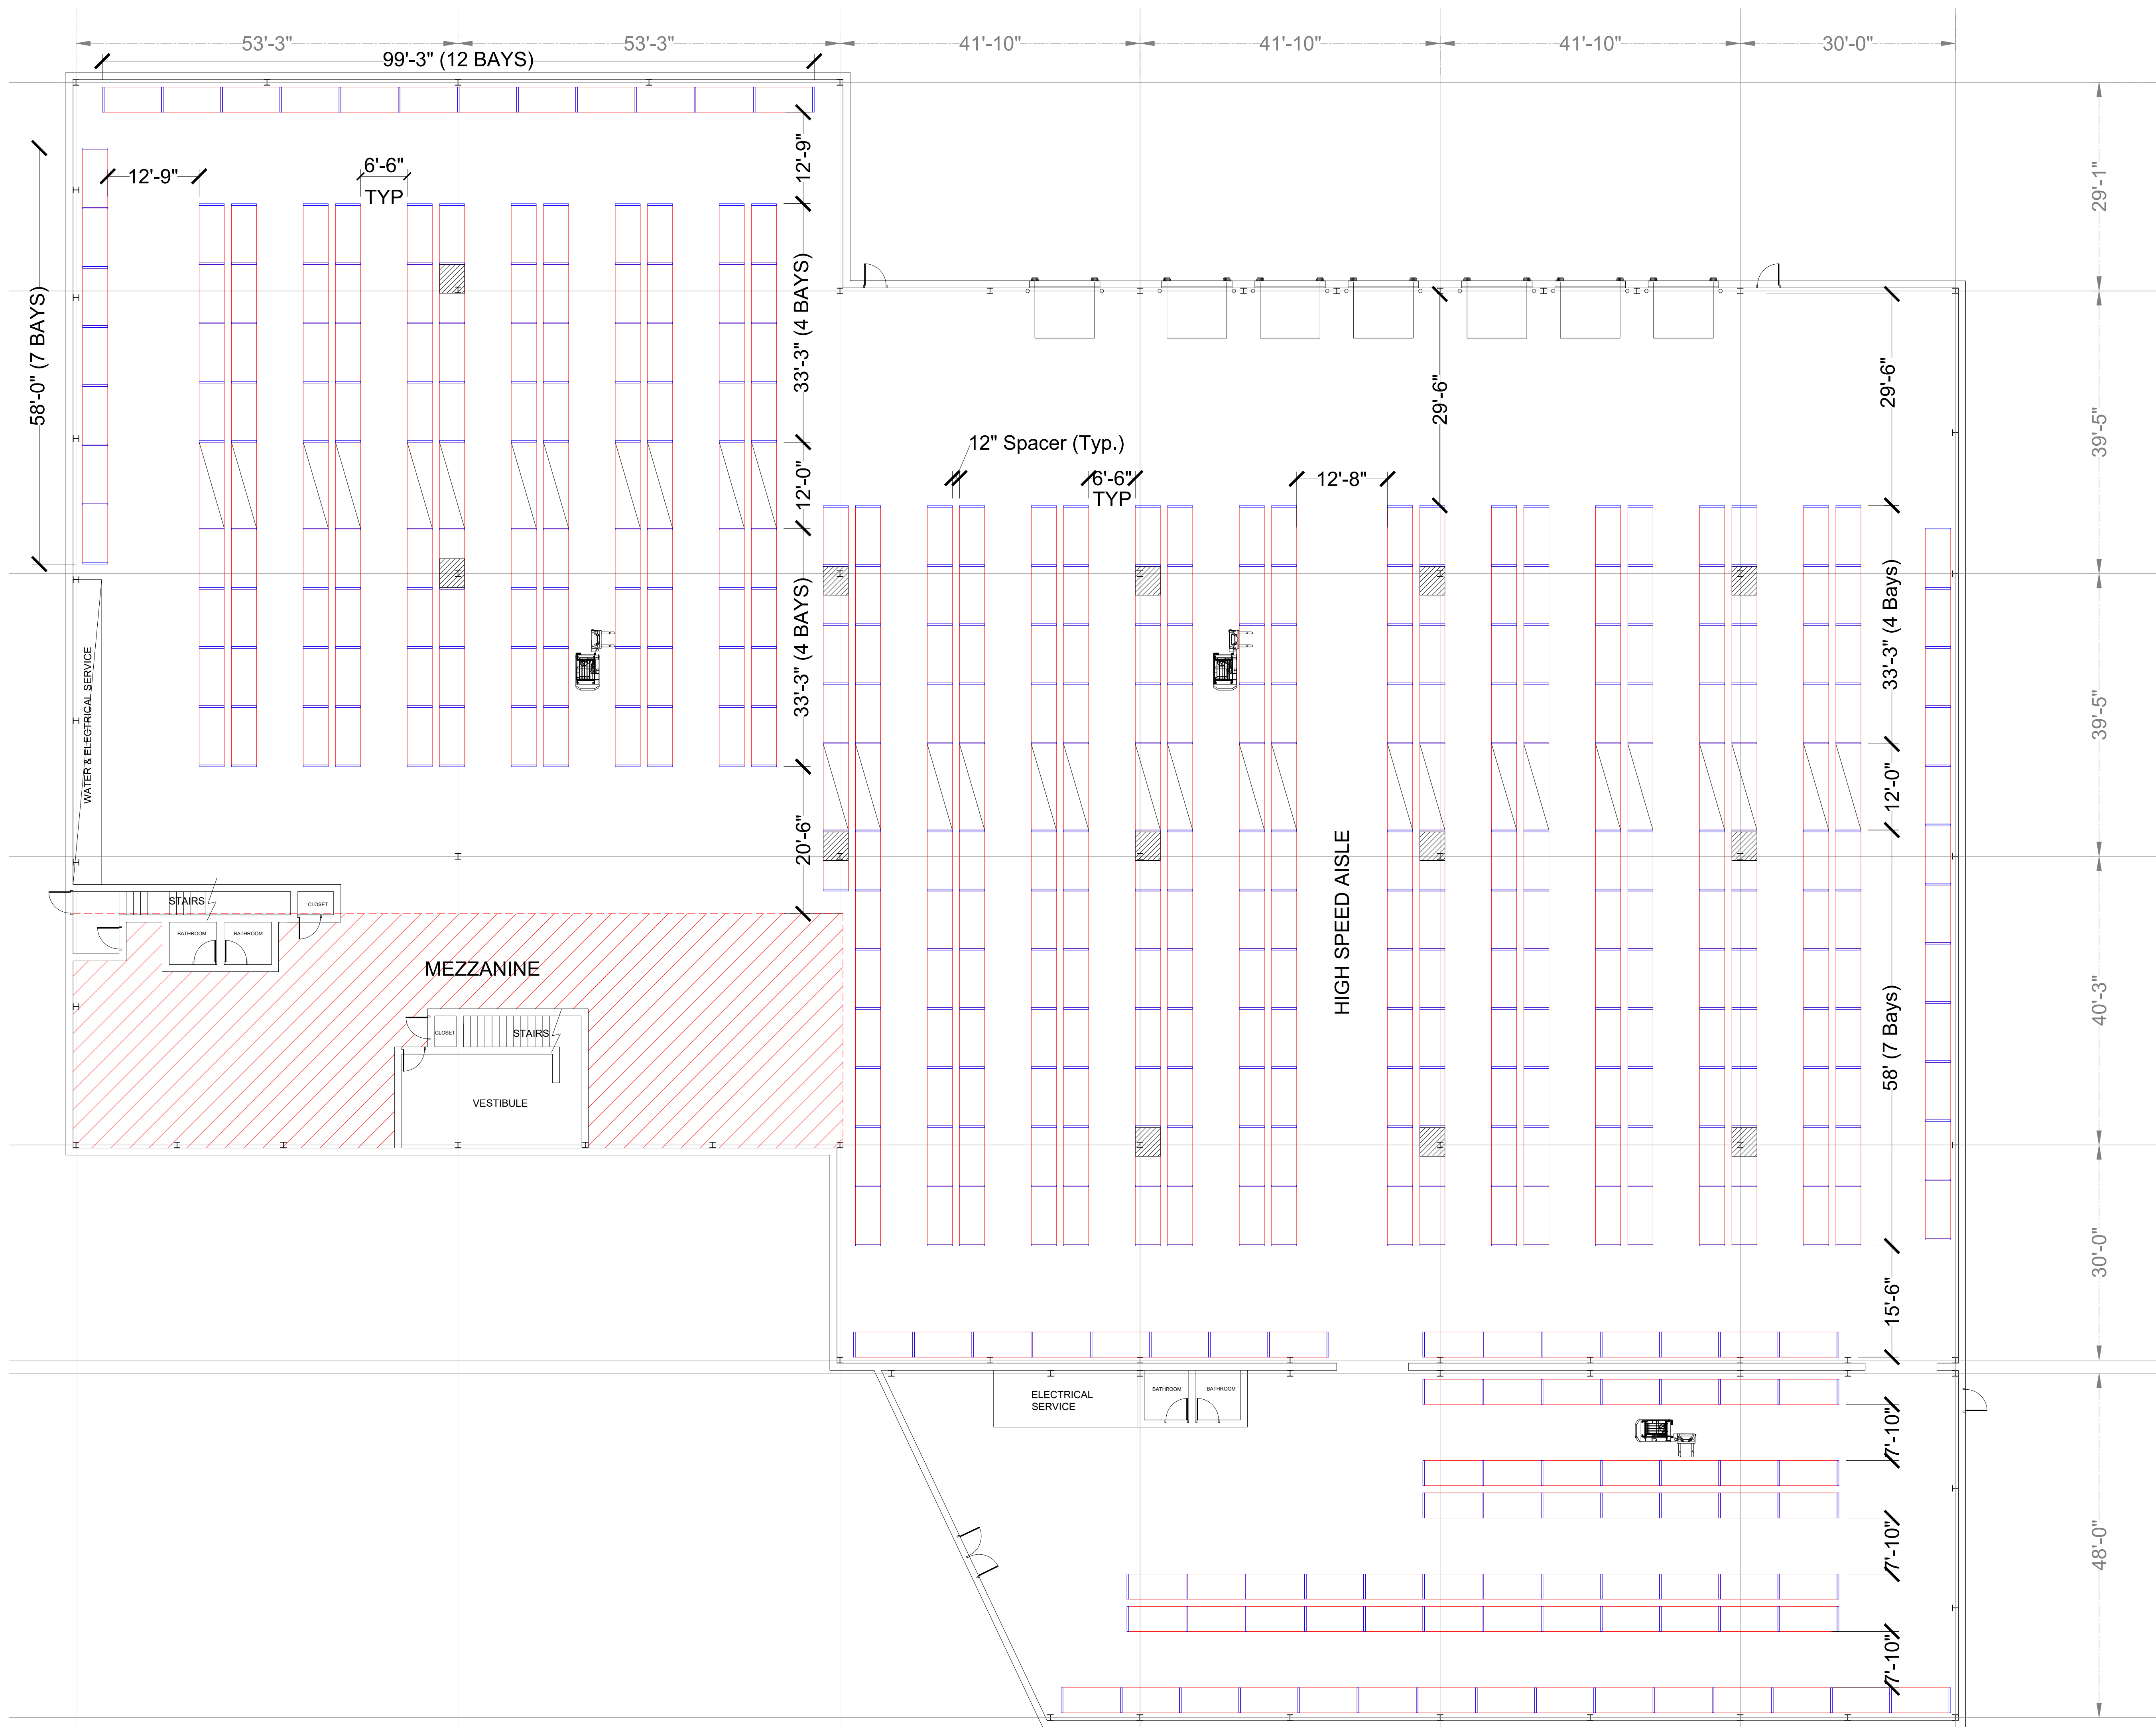 53'-3"
53'-3"
41'-10"
41'-10"
41'-10"
30'-0"
99'-3" (12 BAYS)
12'-9"
6'-6"
TYP
12'-9"
29'-1"
58'-0" (7 BAYS)
33'-3" (4 BAYS)
29'-6"
29'-6"
39'-5"
12" Spacer (Typ.)
12'-0"
6'-6"
TYP
12'-8"
33'-3" (4 BAYS)
33'-3" (4 Bays)
39'-5"
WATER & ELECTRICAL SERVICE
12'-0"
20'-6"
HIGH SPEED AISLE
STAIRS
CLOSET
BATHROOM
BATHROOM
MEZZANINE
40'-3"
CLOSET
STAIRS
58' (7 Bays)
VESTIBULE
30'-0"
15'-6"
ELECTRICAL
SERVICE
BATHROOM
BATHROOM
7'-10"
7'-10"
48'-0"
7'-10"